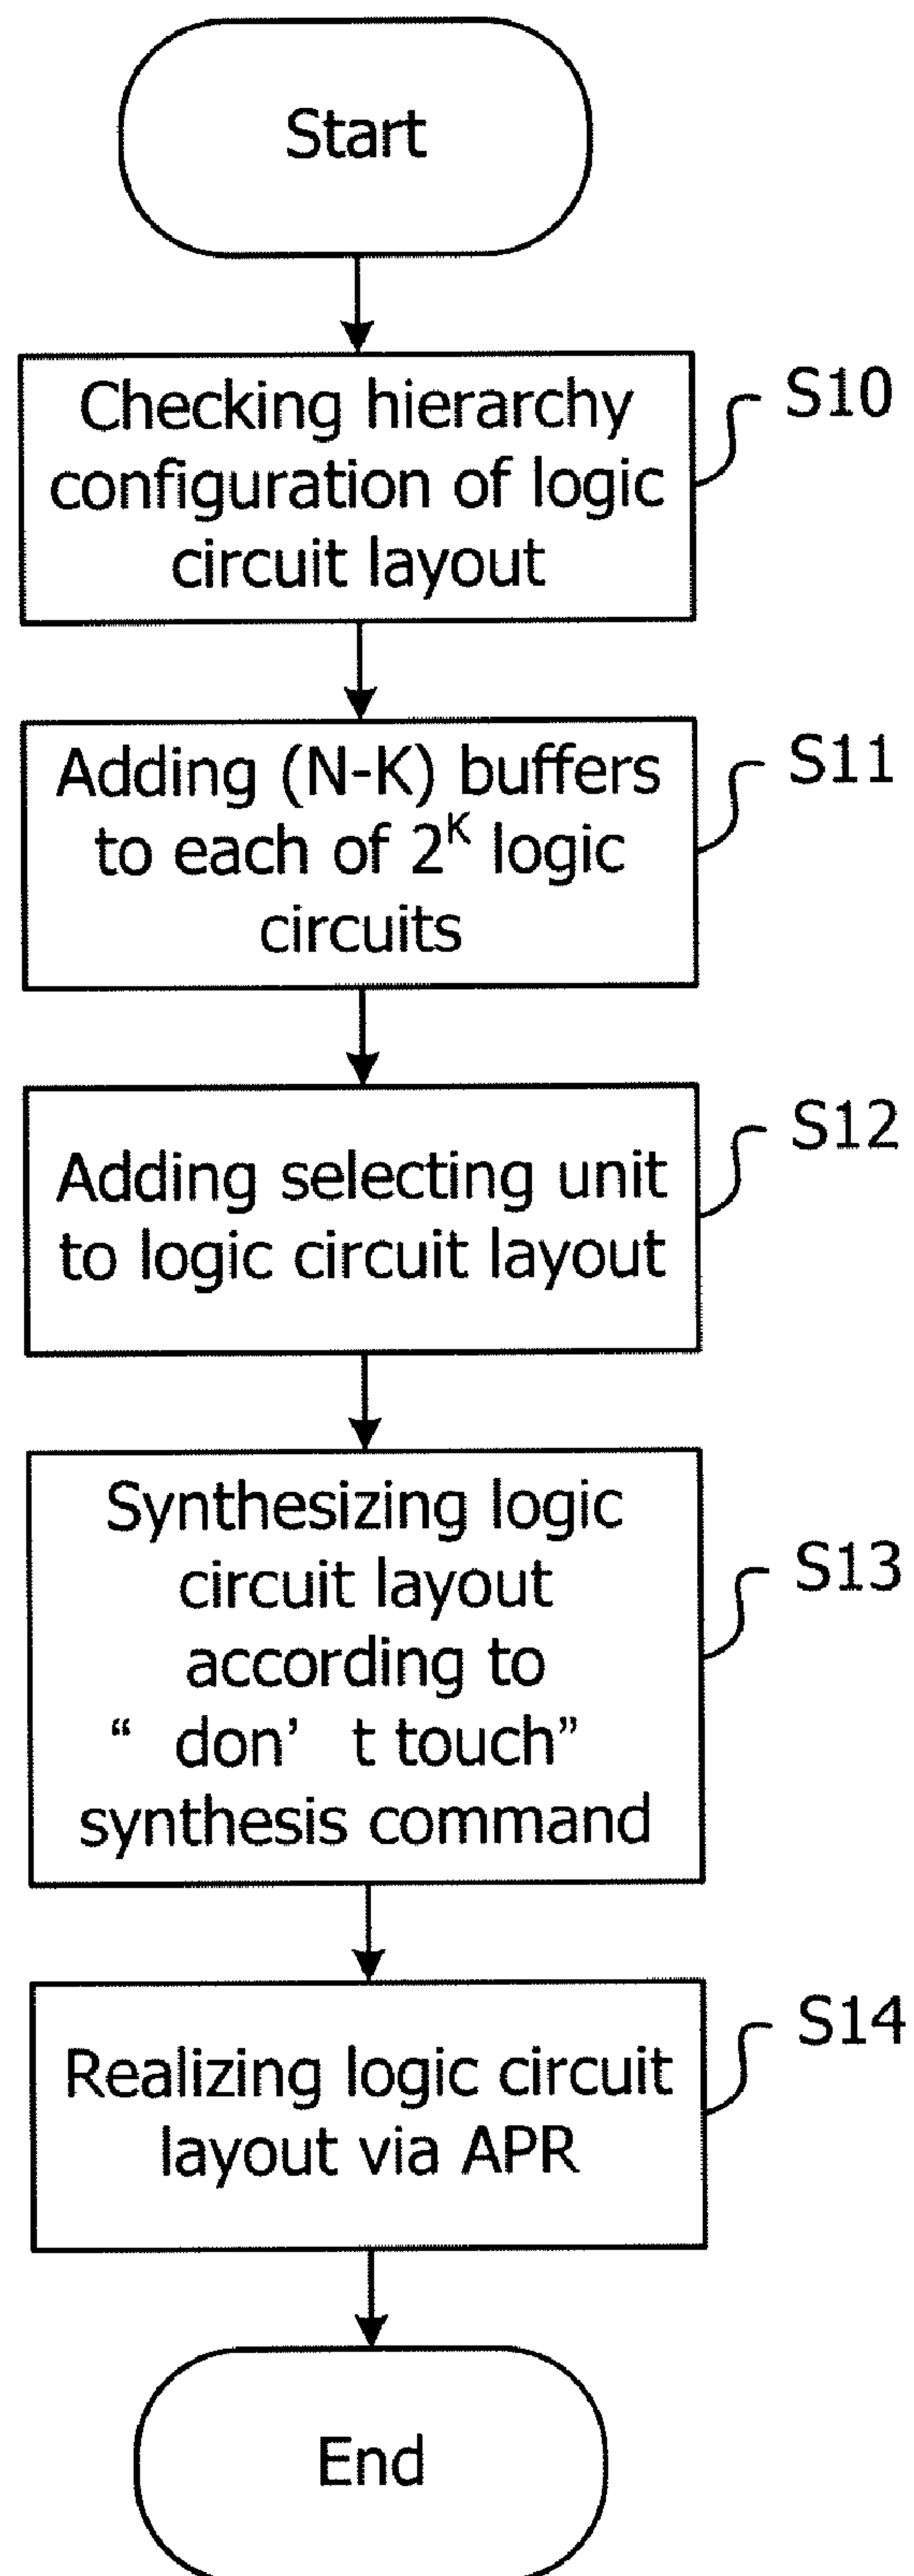 Start
Checking hierarchy
configuration of logic
circuit layout
S10
Adding (N-K) buffers
to each of 2ᴷ logic
circuits
S11
Adding selecting unit
to logic circuit layout
S12
Synthesizing logic
circuit layout
according to
“ don’ t touch”
synthesis command
S13
Realizing logic circuit
layout via APR
S14
End